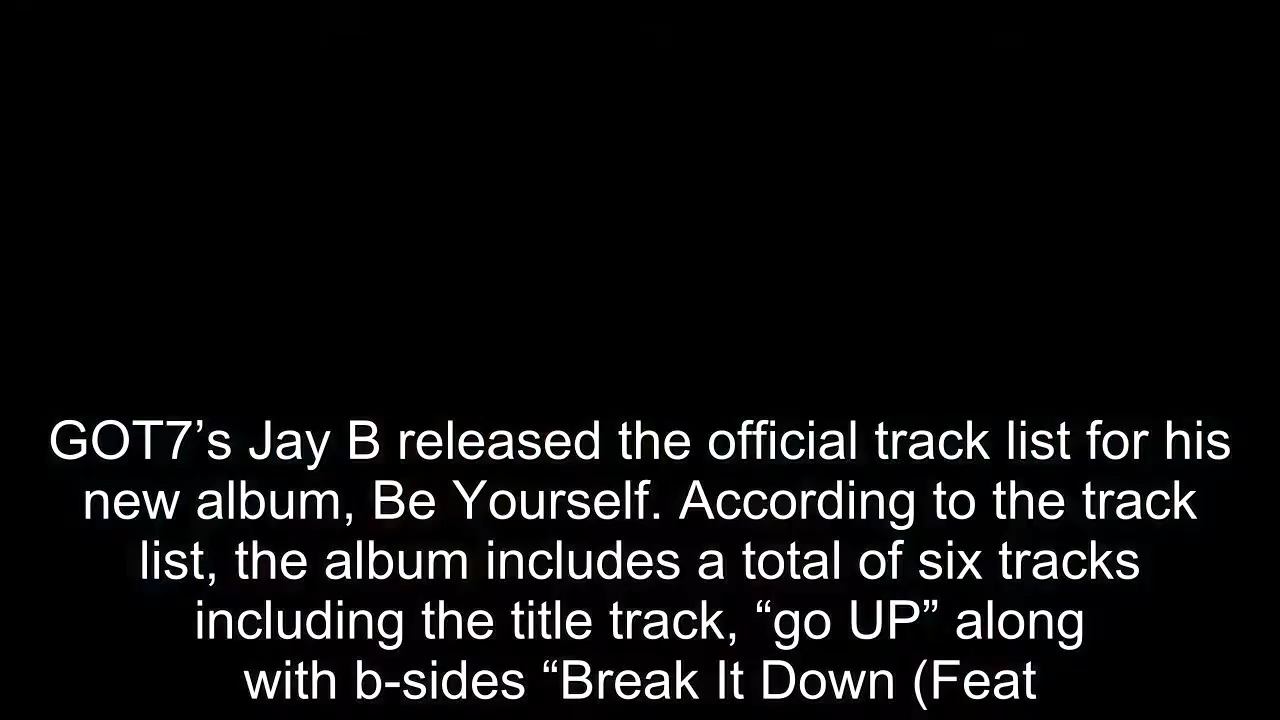 GOT7’s Jay B released the official track list for his
new album, Be Yourself. According to the track
list, the album includes a total of six tracks
including the title track, “go UP” along
with b-sides “Break It Down (Feat